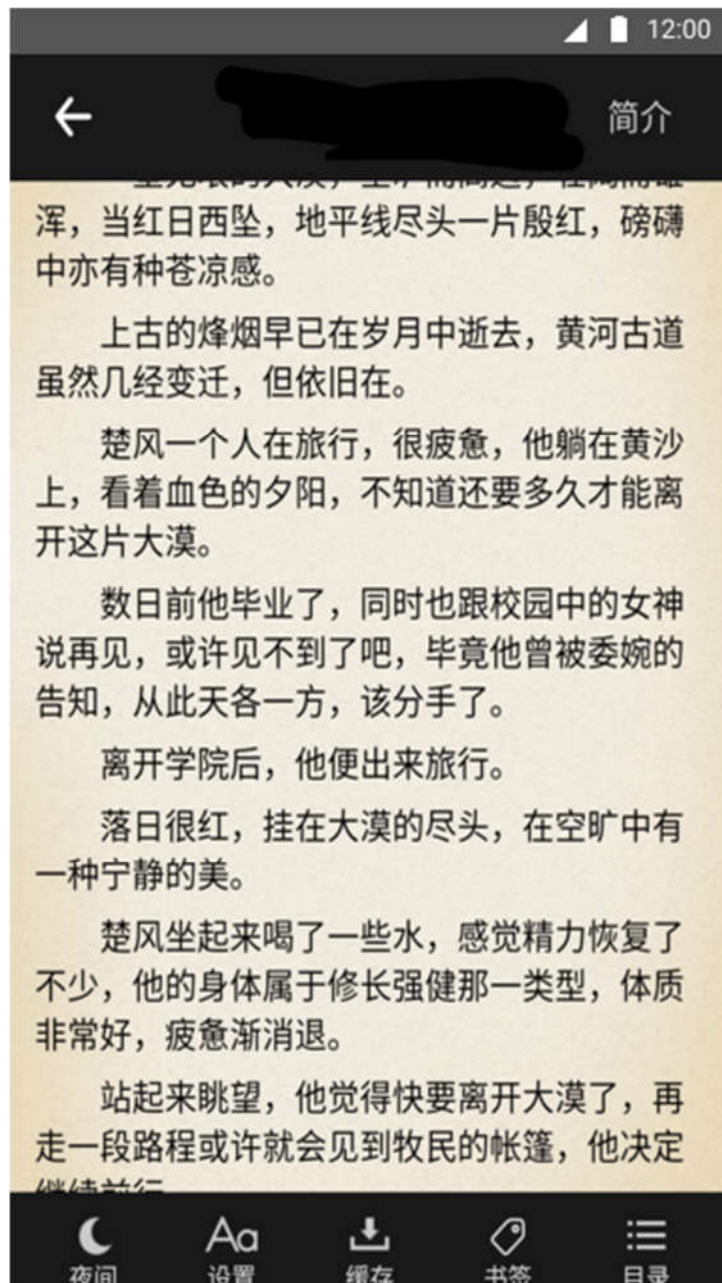 12:00
简介
浑，当红日西坠，地平线尽头一片殷红，磅礴
中亦有种苍凉感。
上古的烽烟早已在岁月中逝去，黄河古道
虽然几经变迁，但依旧在。
楚风一个人在旅行，很疲惫，他躺在黄沙
上，看着血色的夕阳，不知道还要多久才能离
开这片大漠。
数日前他毕业了，同时也跟校园中的女神
说再见，或许见不到了吧，毕竟他曾被委婉的
告知，从此天各一方，该分手了。
离开学院后，他便出来旅行。
落日很红，挂在大漠的尽头，在空旷中有
一种宁静的美。
楚风坐起来喝了一些水，感觉精力恢复了
不少，他的身体属于修长强健那一类型，体质
非常好，疲惫渐消退。
站起来眺望，他觉得快要离开大漠了，再
走一段路程或许就会见到牧民的帐篷，他决定
继续前行
Aa
夜间 设置 缓存 书签 目录